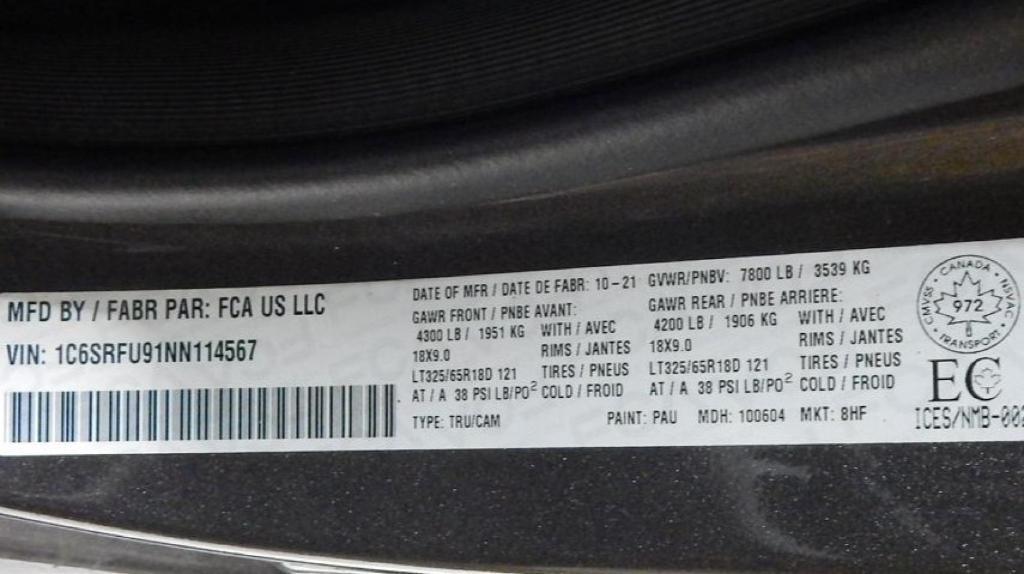 MFD BY / FABR PAR: FCA US LLC
VIN: 1C6SRFU91NN114567
DATE OF MFR / DATE DE FABR: 10-21 GVWR/PNBV: 7800 LB / 3539 KG
GAWR FRONT / PNBE AVANT:
4300 LB / 1951 KG WITH / AVEC
18X9.0 RIMS / JANTES
LT325/65R18D 121 TIRES / PNEUS
AT / A 38 PSI LB/PO² COLD / FROID
GAWR REAR / PNBE ARRIERE:
4200 LB / 1906 KG WITH / AVEC
18X9.0 RIMS / JANTES
LT325/65R18D 121 TIRES / PNEUS
AT / A 38 PSI LB/PO² COLD / FROID
TYPE: TRU/CAM PAINT: PAU MDH: 100604 MKT: 8HF
CANADA
CMVSS 972 NSVAC
TRANSPORT
EC
ICES/NMB-00